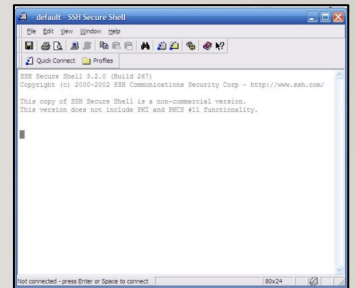 - default - SSH Secure Shell
File Edit View Window Help
Quick Connect Profiles
SSH Secure Shell 3.2.0 (Build 267)
Copyright (c) 2000-2002 SSH Communications Security Corp - http://www.ssh.com/
This copy of SSH Secure Shell is a non-commercial version.
This version does not include PKI and PKCS #11 functionality.
Not connected - press Enter or Space to connect 80x24